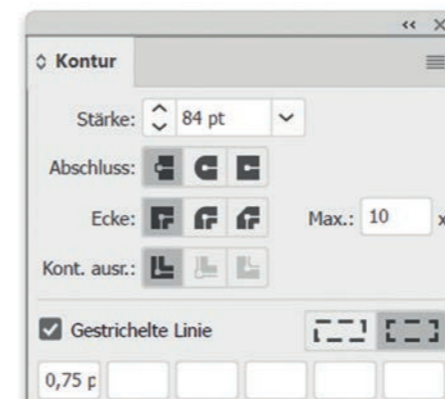 Kontur
Stärke: 84 pt
Abschluss:
Ecke: Max.: 10 x
Kont. ausr.:
Gestrichelte Linie
0,75 p